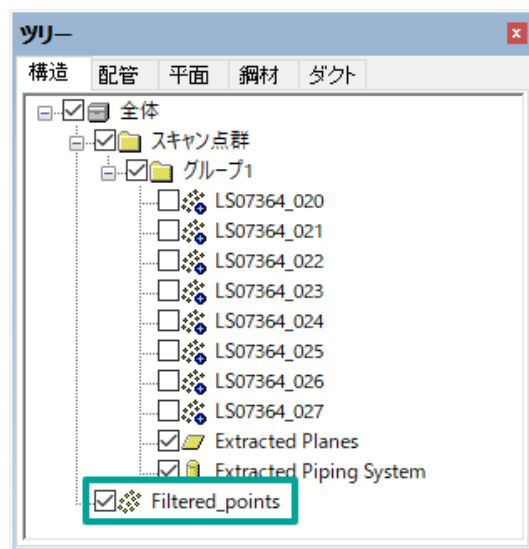 ツリー
構造 配管 平面 鋼材 ダクト
全体
スキャン点群
グループ1
LS07364_020
LS07364_021
LS07364_022
LS07364_023
LS07364_024
LS07364_025
LS07364_026
LS07364_027
Extracted Planes
Extracted Piping System
Filtered_points